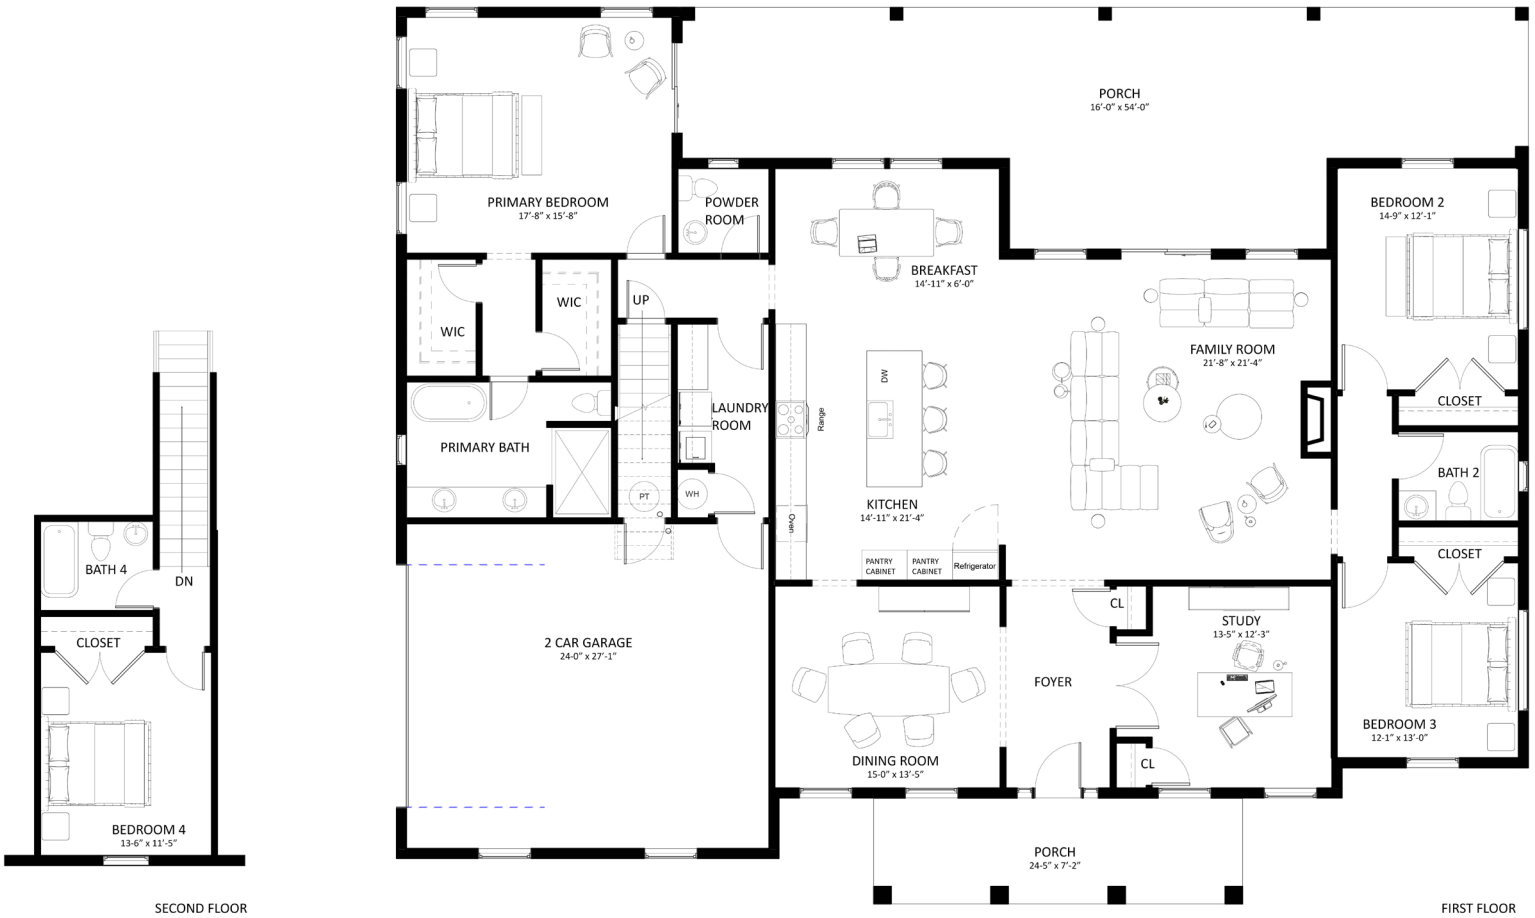 PORCH
16'-0" x 54'-0"
PRIMARY BEDROOM
17'-8" x 15'-8"
POWDER
ROOM
BEDROOM 2
14'-9" x 12'-1"
BREAKFAST
14'-11" x 6'-0"
WIC
UP
WIC
FAMILY ROOM
21'-8" x 21'-4"
DW
CLOSET
LAUNDRY
ROOM
Range
PRIMARY BATH
BATH 2
PT
WH
KITCHEN
14'-11" x 21'-4"
Oven
CLOSET
PANTRY
CABINET
PANTRY
CABINET
Refrigerator
BATH 4
DN
CL
STUDY
13'-5" x 12'-3"
CLOSET
2 CAR GARAGE
24'-0" x 27'-1"
FOYER
BEDROOM 3
12'-1" x 13'-0"
DINING ROOM
15'-0" x 13'-5"
CL
BEDROOM 4
13'-6" x 11'-5"
PORCH
24'-5" x 7'-2"
SECOND FLOOR
FIRST FLOOR